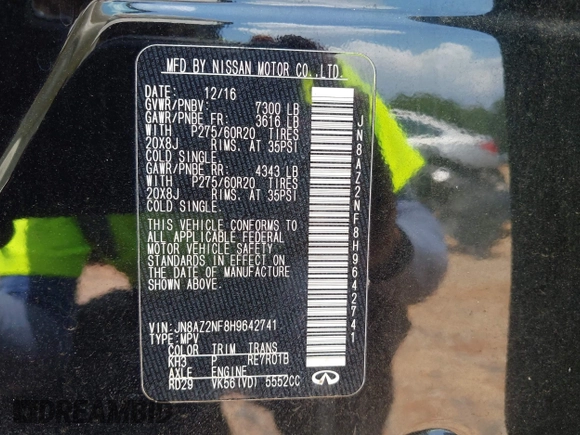 MFD BY NISSAN MOTOR CO.,LTD.
DATE: 12/16
GVWR/PNBV: 7300 LB
GAWR/PNBE FR: 3616 LB
WITH P275/60R20 TIRES
20X8J RIMS. AT 35PSI
COLD SINGLE.
GAWR/PNBE RR: 4343 LB
WITH P275/60R20 TIRES
20X8J RIMS. AT 35PSI
COLD SINGLE.
THIS VEHICLE CONFORMS TO
ALL APPLICABLE FEDERAL
MOTOR VEHICLE SAFETY
STANDARDS IN EFFECT ON
THE DATE OF MANUFACTURE
SHOWN ABOVE.
VIN: JN8AZ2NF8H9642741
TYPE: MPV
COLOR TRIM TRANS
KH3 P RE7R01B
AXLE ENGINE
RD29 VK56(VD) 5552CC
JN8AZ2NF8H9642741
INFINITI
DREAMBID